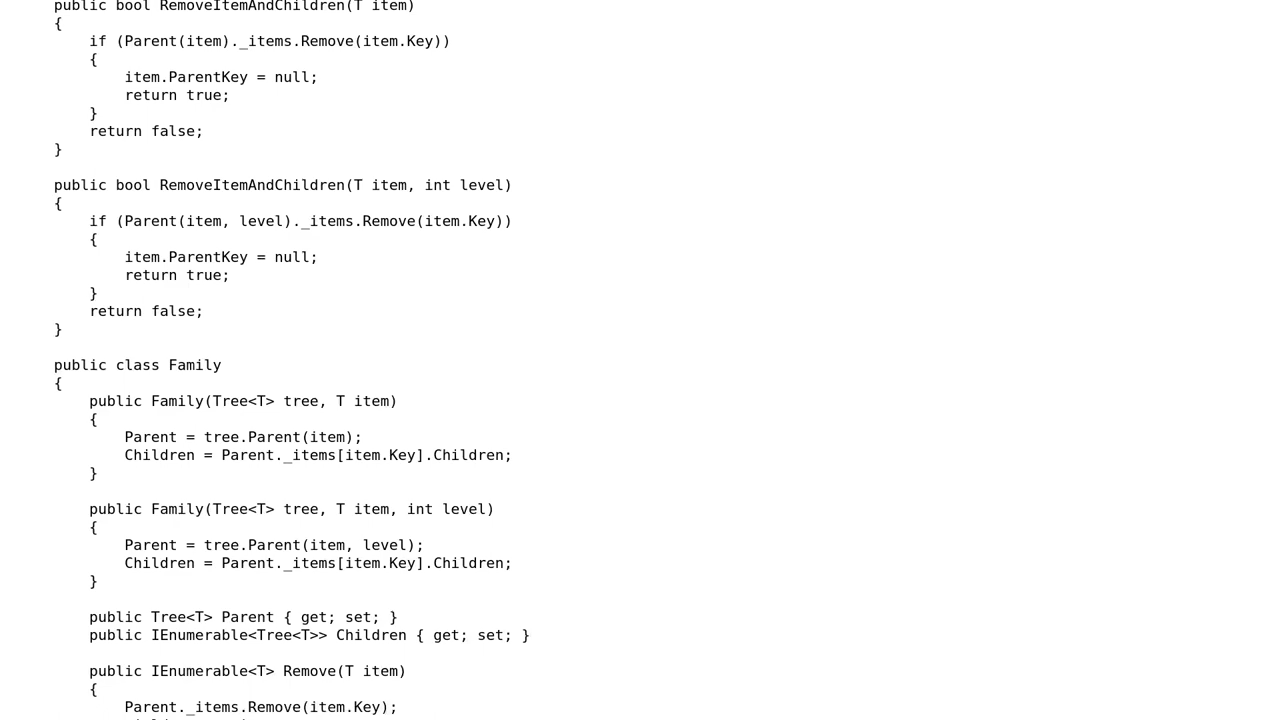 public bool RemoveItemAndChildren(T item)
{
    if (Parent(item)._items.Remove(item.Key))
    {
        item.ParentKey = null;
        return true;
    }
    return false;
}

public bool RemoveItemAndChildren(T item, int level)
{
    if (Parent(item, level)._items.Remove(item.Key))
    {
        item.ParentKey = null;
        return true;
    }
    return false;
}

public class Family
{
    public Family(Tree<T> tree, T item)
    {
        Parent = tree.Parent(item);
        Children = Parent._items[item.Key].Children;
    }

    public Family(Tree<T> tree, T item, int level)
    {
        Parent = tree.Parent(item, level);
        Children = Parent._items[item.Key].Children;
    }

    public Tree<T> Parent { get; set; }
    public IEnumerable<Tree<T>> Children { get; set; }

    public IEnumerable<T> Remove(T item)
    {
        Parent._items.Remove(item.Key);